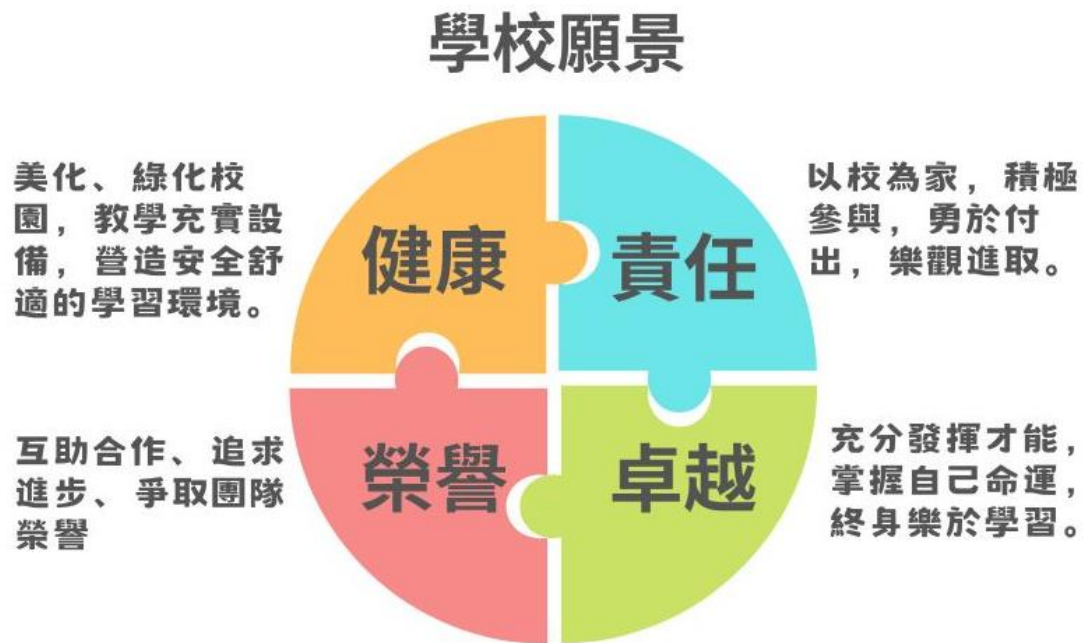 學校願景
美化、綠化校
園，教學充實設
備，營造安全舒
適的學習環境。
健康
責任
以校為家，積極
參與，勇於付
出，樂觀進取。
互助合作、追求
進步、爭取團隊
榮譽
榮譽
卓越
充分發揮才能，
掌握自己命運，
終身樂於學習。